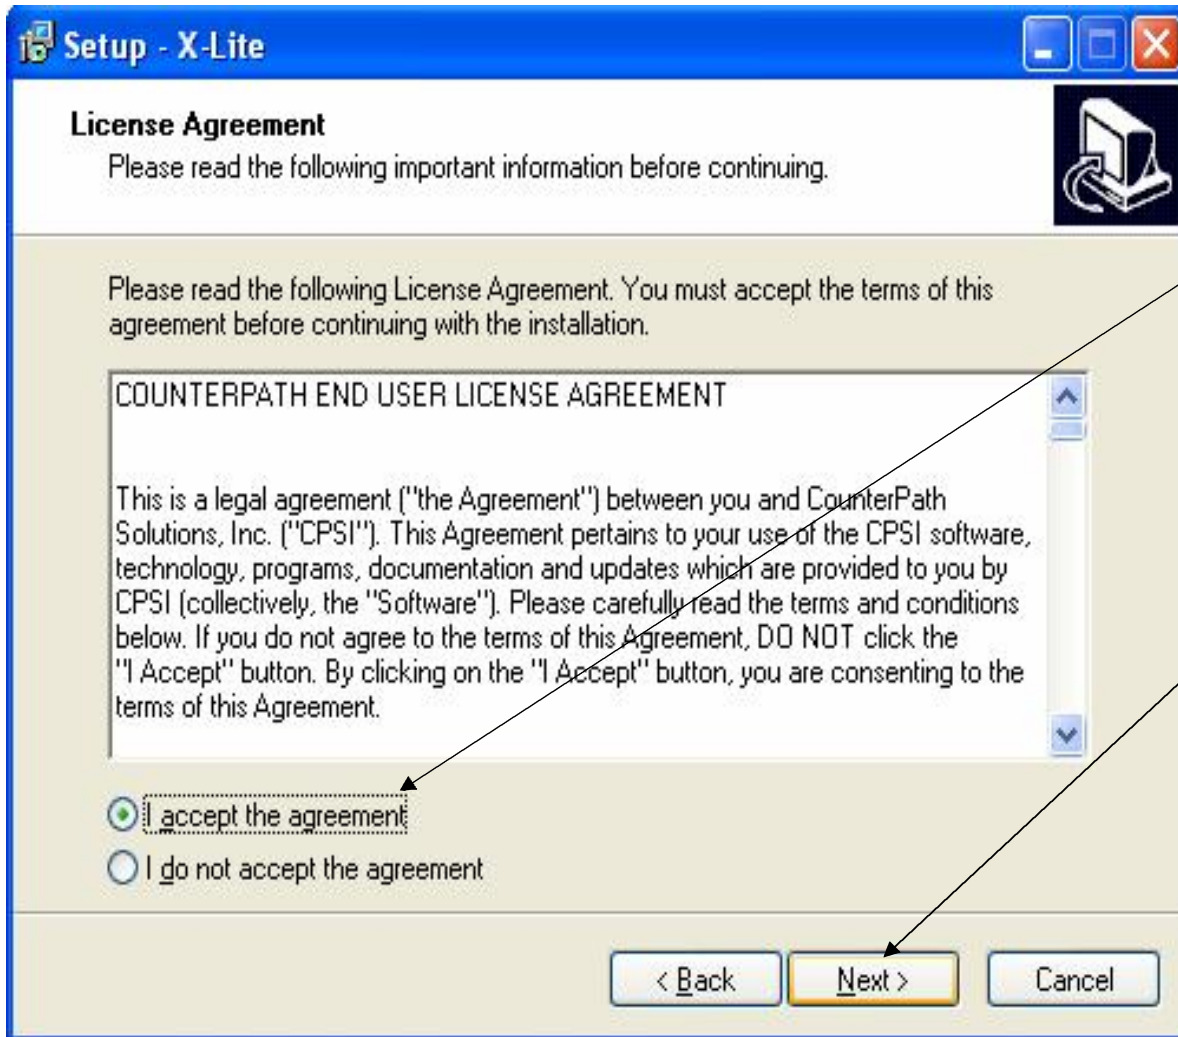 Setup - X-Lite
License Agreement
Please read the following important information before continuing.
Please read the following License Agreement. You must accept the terms of this
agreement before continuing with the installation.
COUNTERPATH END USER LICENSE AGREEMENT
This is a legal agreement ("the Agreement") between you and CounterPath
Solutions, Inc. ("CPSI"). This Agreement pertains to your use of the CPSI software,
technology, programs, documentation and updates which are provided to you by
CPSI (collectively, the "Software"). Please carefully read the terms and conditions
below. If you do not agree to the terms of this Agreement, DO NOT click the
"I Accept" button. By clicking on the "I Accept" button, you are consenting to the
terms of this Agreement.
I accept the agreement
I do not accept the agreement
< Back Next > Cancel